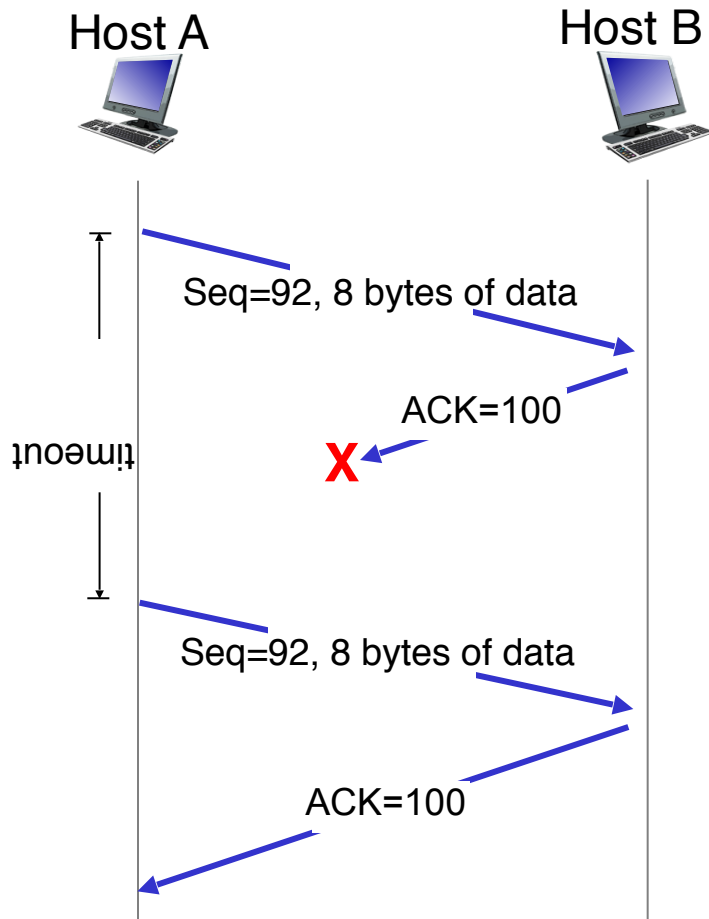 Host A
Host B
Seq=92, 8 bytes of data
ACK=100
X
timeout
Seq=92, 8 bytes of data
ACK=100